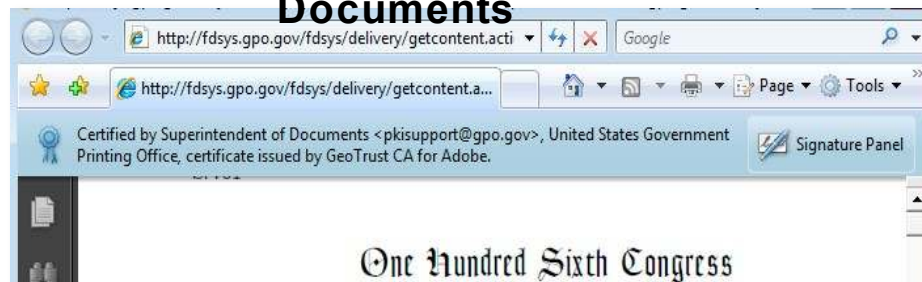 Documents
http://fdsys.gpo.gov/fdsys/delivery/getcontent.acti Google
http://fdsys.gpo.gov/fdsys/delivery/getcontent.a... Page Tools »
Certified by Superintendent of Documents <pkisupport@gpo.gov>, United States Government
Printing Office, certificate issued by GeoTrust CA for Adobe.
Signature Panel
One Hundred Sixth Congress